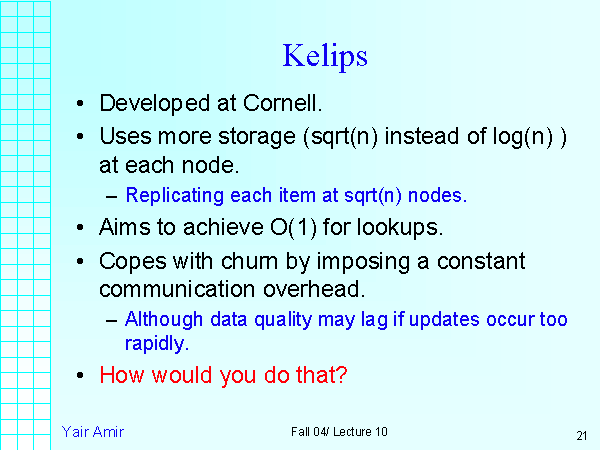 Kelips
• Developed at Cornell.
• Uses more storage (sqrt(n) instead of log(n) )
at each node.
– Replicating each item at sqrt(n) nodes.
• Aims to achieve O(1) for lookups.
• Copes with churn by imposing a constant
communication overhead.
– Although data quality may lag if updates occur too
rapidly.
• How would you do that?
Yair Amir
Fall 04/ Lecture 10
21